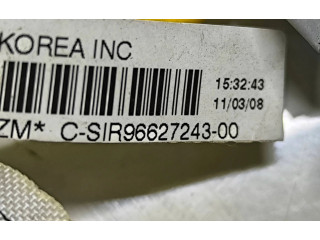 KOREA INC
15:32:43
11/03/08
ZM* C-SIR96627243-00